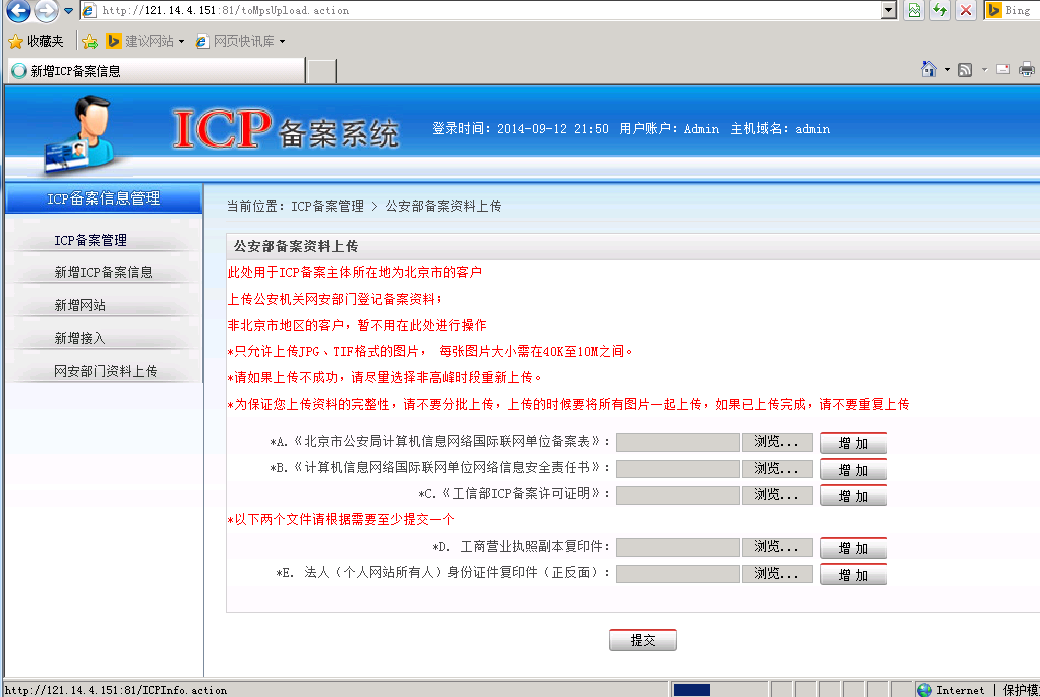 http://121.14.4.151:81/toMpsUpload.action
Bing
收藏夹 建议网站 网页快讯库
新增ICP备案信息
ICP备案系统
登录时间: 2014-09-12 21:50 用户账户: Admin 主机域名: admin
ICP备案信息管理
ICP备案管理
新增ICP备案信息
新增网站
新增接入
网安部门资料上传
当前位置: ICP备案管理 > 公安部备案资料上传
公安部备案资料上传
此处用于ICP备案主体所在地为北京市的客户
上传公安机关网安部门登记备案资料;
非北京市地区的客户，暂不用在此处进行操作
*只允许上传JPG、TIF格式的图片， 每张图片大小需在40K至10M之间。
*请如果上传不成功，请尽量选择非高峰时段重新上传。
*为保证您上传资料的完整性，请不要分批上传，上传的时候要将所有图片一起上传，如果已上传完成，请不要重复上传
*A.《北京市公安局计算机信息网络国际联网单位备案表》: 浏览... 增 加
*B.《计算机信息网络国际联网单位网络信息安全责任书》: 浏览... 增 加
*C.《工信部ICP备案许可证明》: 浏览... 增 加
*以下两个文件请根据需要至少提交一个
*D. 工商营业执照副本复印件: 浏览... 增 加
*E. 法人（个人网站所有人）身份证件复印件（正反面）: 浏览... 增 加
提交
http://121.14.4.151:81/ICPInfo.action
Internet | 保护模